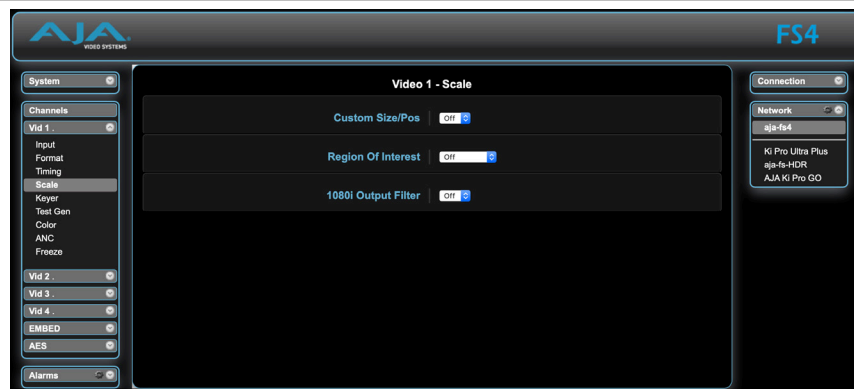 AJA
VIDEO SYSTEMS
FS4
System
Channels
Vid 1 .
Input
Format
Timing
Scale
Keyer
Test Gen
Color
ANC
Freeze
Vid 2 .
Vid 3 .
Vid 4 .
EMBED
AES
Alarms
Video 1 - Scale
Custom Size/Pos Off
Region Of Interest Off
1080i Output Filter Off
Connection
Network
aja-fs4
Ki Pro Ultra Plus
aja-fs-HDR
AJA Ki Pro GO